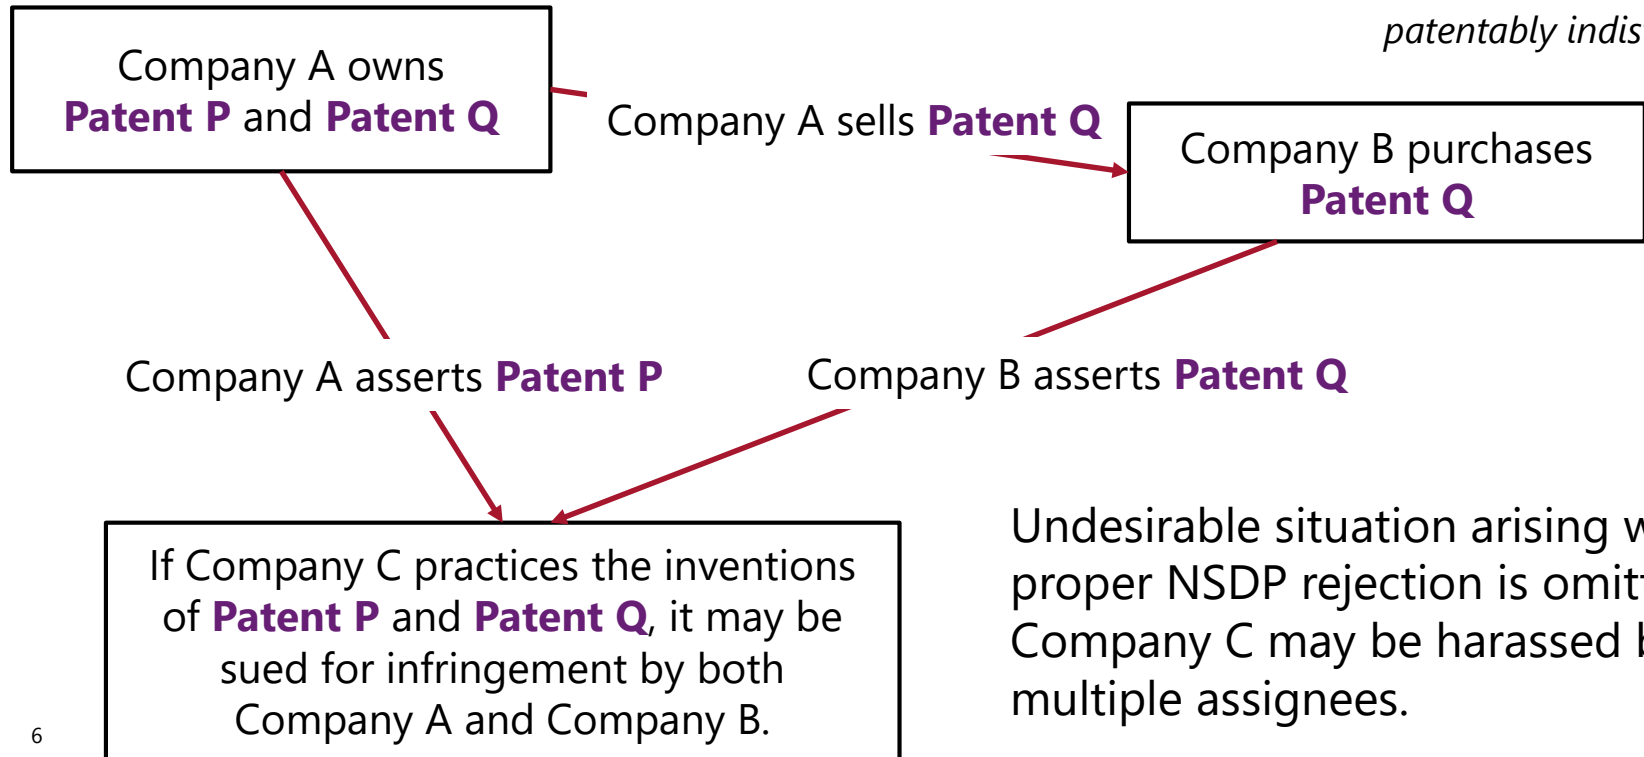 patentably indis
Company A owns
Patent P and Patent Q
Company A sells Patent Q
Company B purchases
Patent Q
Company A asserts Patent P
Company B asserts Patent Q
If Company C practices the inventions
of Patent P and Patent Q, it may be
sued for infringement by both
Company A and Company B.
Undesirable situation arising
proper NSDP rejection is omit
Company C may be harassed
multiple assignees.
6